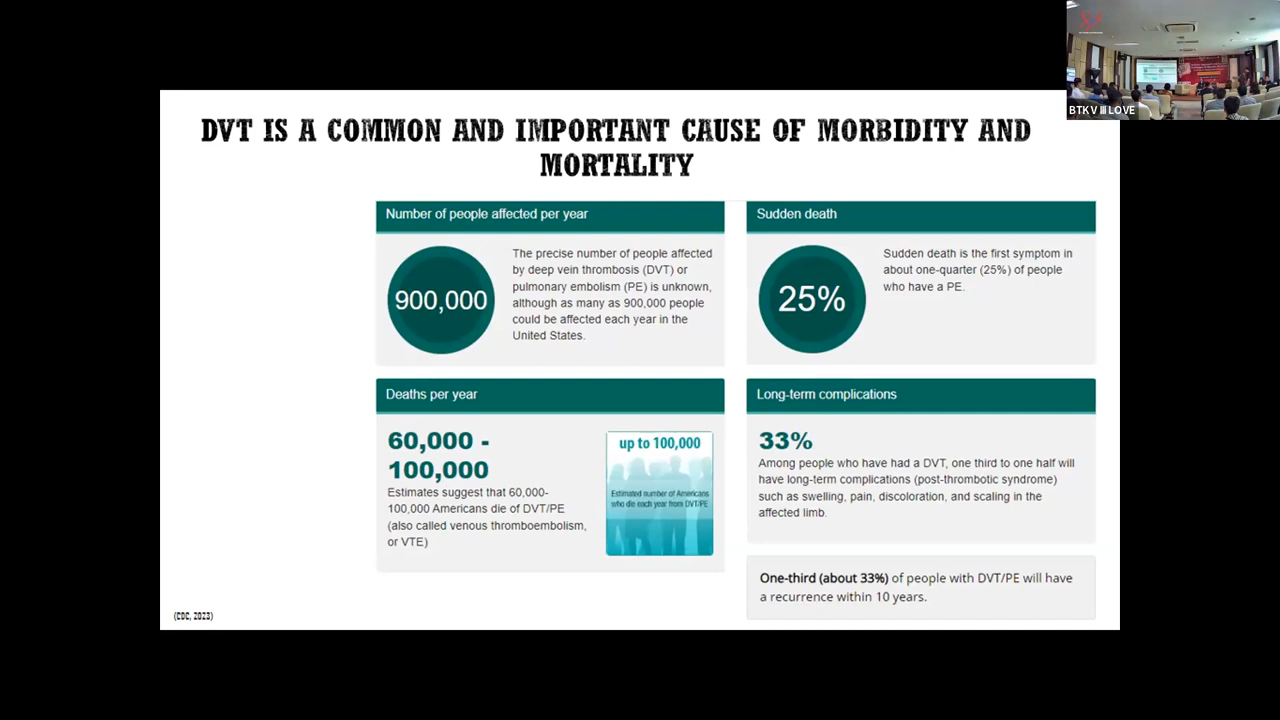 DVT IS A COMMON AND IMPORTANT CAUSE OF MORBIDITY AND
MORTALITY
Number of people affected per year
900,000
The precise number of people affected
by deep vein thrombosis (DVT) or
pulmonary embolism (PE) is unknown,
although as many as 900,000 people
could be affected each year in the
United States.
Sudden death
25%
Sudden death is the first symptom in
about one-quarter (25%) of people
who have a PE.
Deaths per year
60,000 -
100,000
Estimates suggest that 60,000-
100,000 Americans die of DVT/PE
(also called venous thromboembolism,
or VTE)
up to 100,000
Estimated number of Americans
who die each year from DVT/PE
Long-term complications
33%
Among people who have had a DVT, one third to one half will
have long-term complications (post-thrombotic syndrome)
such as swelling, pain, discoloration, and scaling in the
affected limb.
One-third (about 33%) of people with DVT/PE will have
a recurrence within 10 years.
(CDC, 2023)
BTKV III LOVE